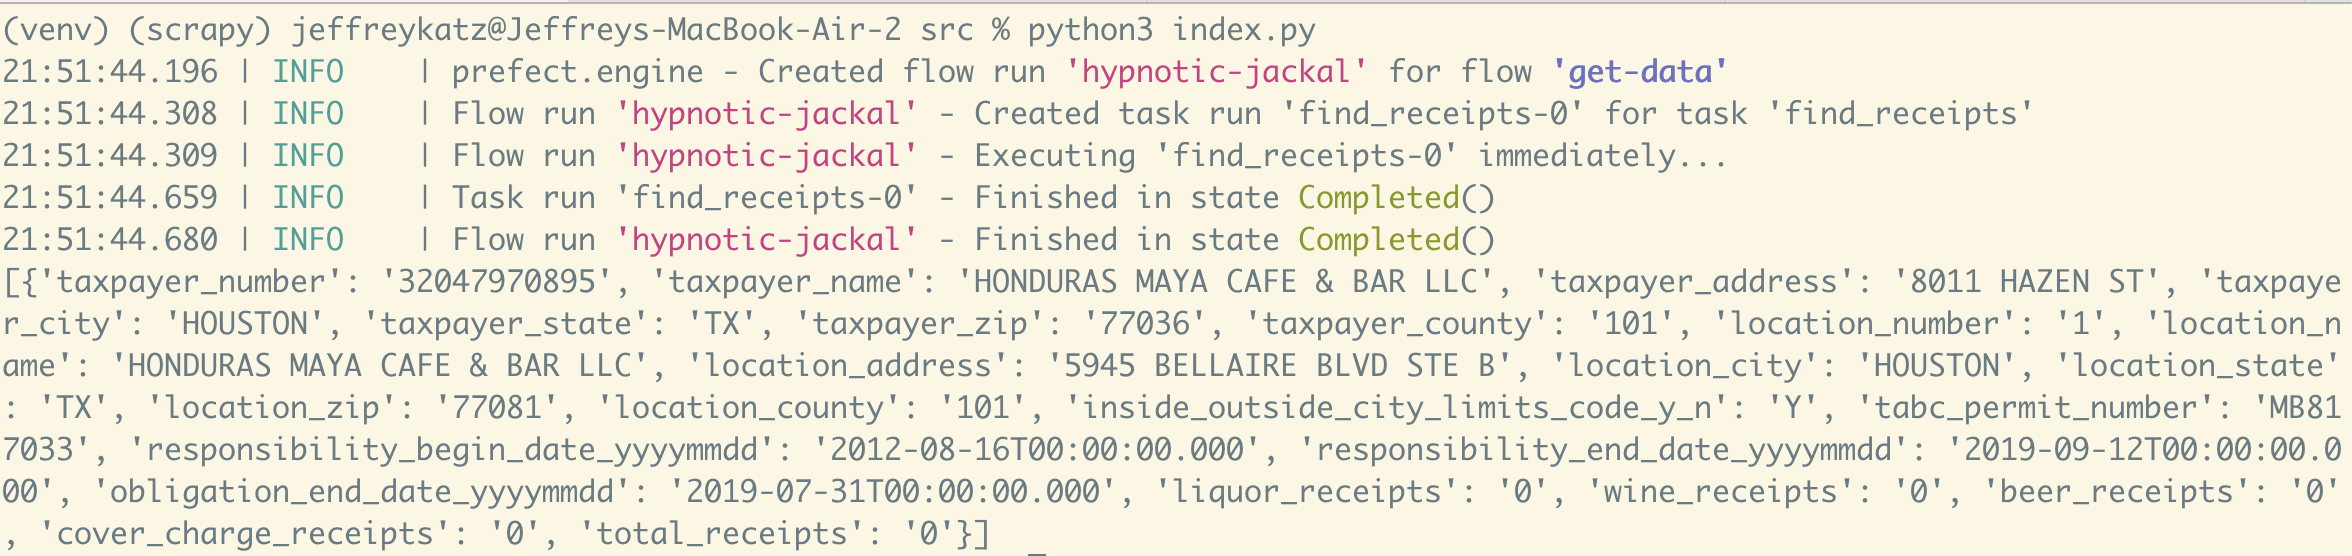 (venv) (scrapy) jeffreykatz@Jeffreys-MacBook-Air-2 src % python3 index.py
21:51:44.196 | INFO    | prefect.engine - Created flow run 'hypnotic-jackal' for flow 'get-data'
21:51:44.308 | INFO    | Flow run 'hypnotic-jackal' - Created task run 'find_receipts-0' for task 'find_receipts'
21:51:44.309 | INFO    | Flow run 'hypnotic-jackal' - Executing 'find_receipts-0' immediately...
21:51:44.659 | INFO    | Task run 'find_receipts-0' - Finished in state Completed()
21:51:44.680 | INFO    | Flow run 'hypnotic-jackal' - Finished in state Completed()
[{'taxpayer_number': '32047970895', 'taxpayer_name': 'HONDURAS MAYA CAFE & BAR LLC', 'taxpayer_address': '8011 HAZEN ST', 'taxpaye
r_city': 'HOUSTON', 'taxpayer_state': 'TX', 'taxpayer_zip': '77036', 'taxpayer_county': '101', 'location_number': '1', 'location_n
ame': 'HONDURAS MAYA CAFE & BAR LLC', 'location_address': '5945 BELLAIRE BLVD STE B', 'location_city': 'HOUSTON', 'location_state'
: 'TX', 'location_zip': '77081', 'location_county': '101', 'inside_outside_city_limits_code_y_n': 'Y', 'tabc_permit_number': 'MB81
7033', 'responsibility_begin_date_yyyymmdd': '2012-08-16T00:00:00.000', 'responsibility_end_date_yyyymmdd': '2019-09-12T00:00:00.0
00', 'obligation_end_date_yyyymmdd': '2019-07-31T00:00:00.000', 'liquor_receipts': '0', 'wine_receipts': '0', 'beer_receipts': '0'
, 'cover_charge_receipts': '0', 'total_receipts': '0'}]